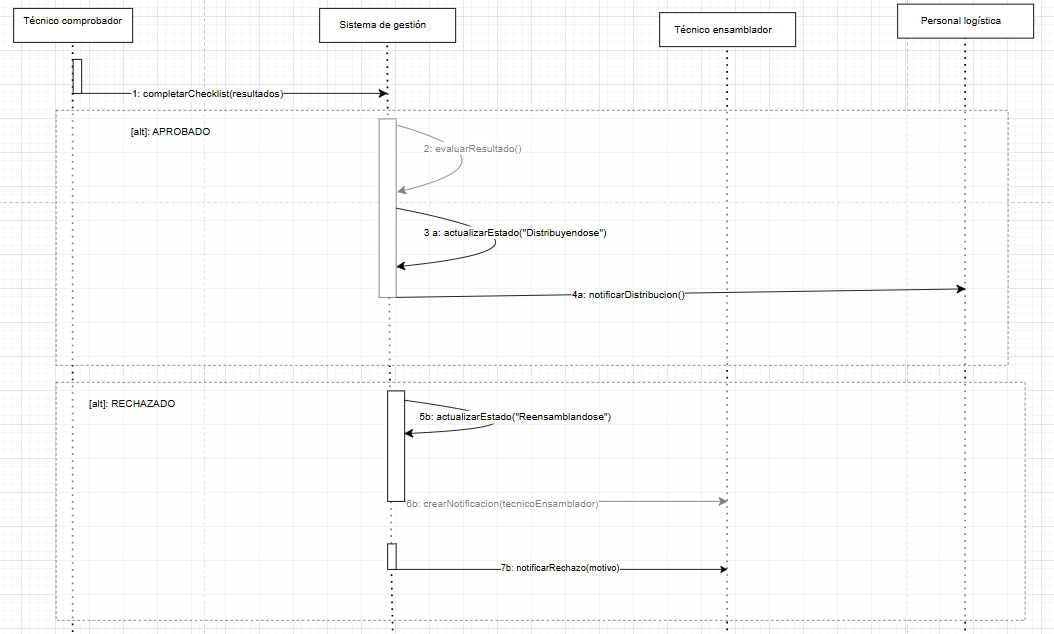 Técnico comprobador
Sistema de gestión
Técnico ensamblador
Personal logística
1: completarChecklist(resultados)
[alt]: APROBADO
2: evaluarResultado()
3 a: actualizarEstado("Distribuyendose")
4a: notificarDistribucion()
[alt]: RECHAZADO
5b: actualizarEstado("Reensamblandose")
6b: crearNotificacion(tecnicoEnsamblador)
7b: notificarRechazo(motivo)